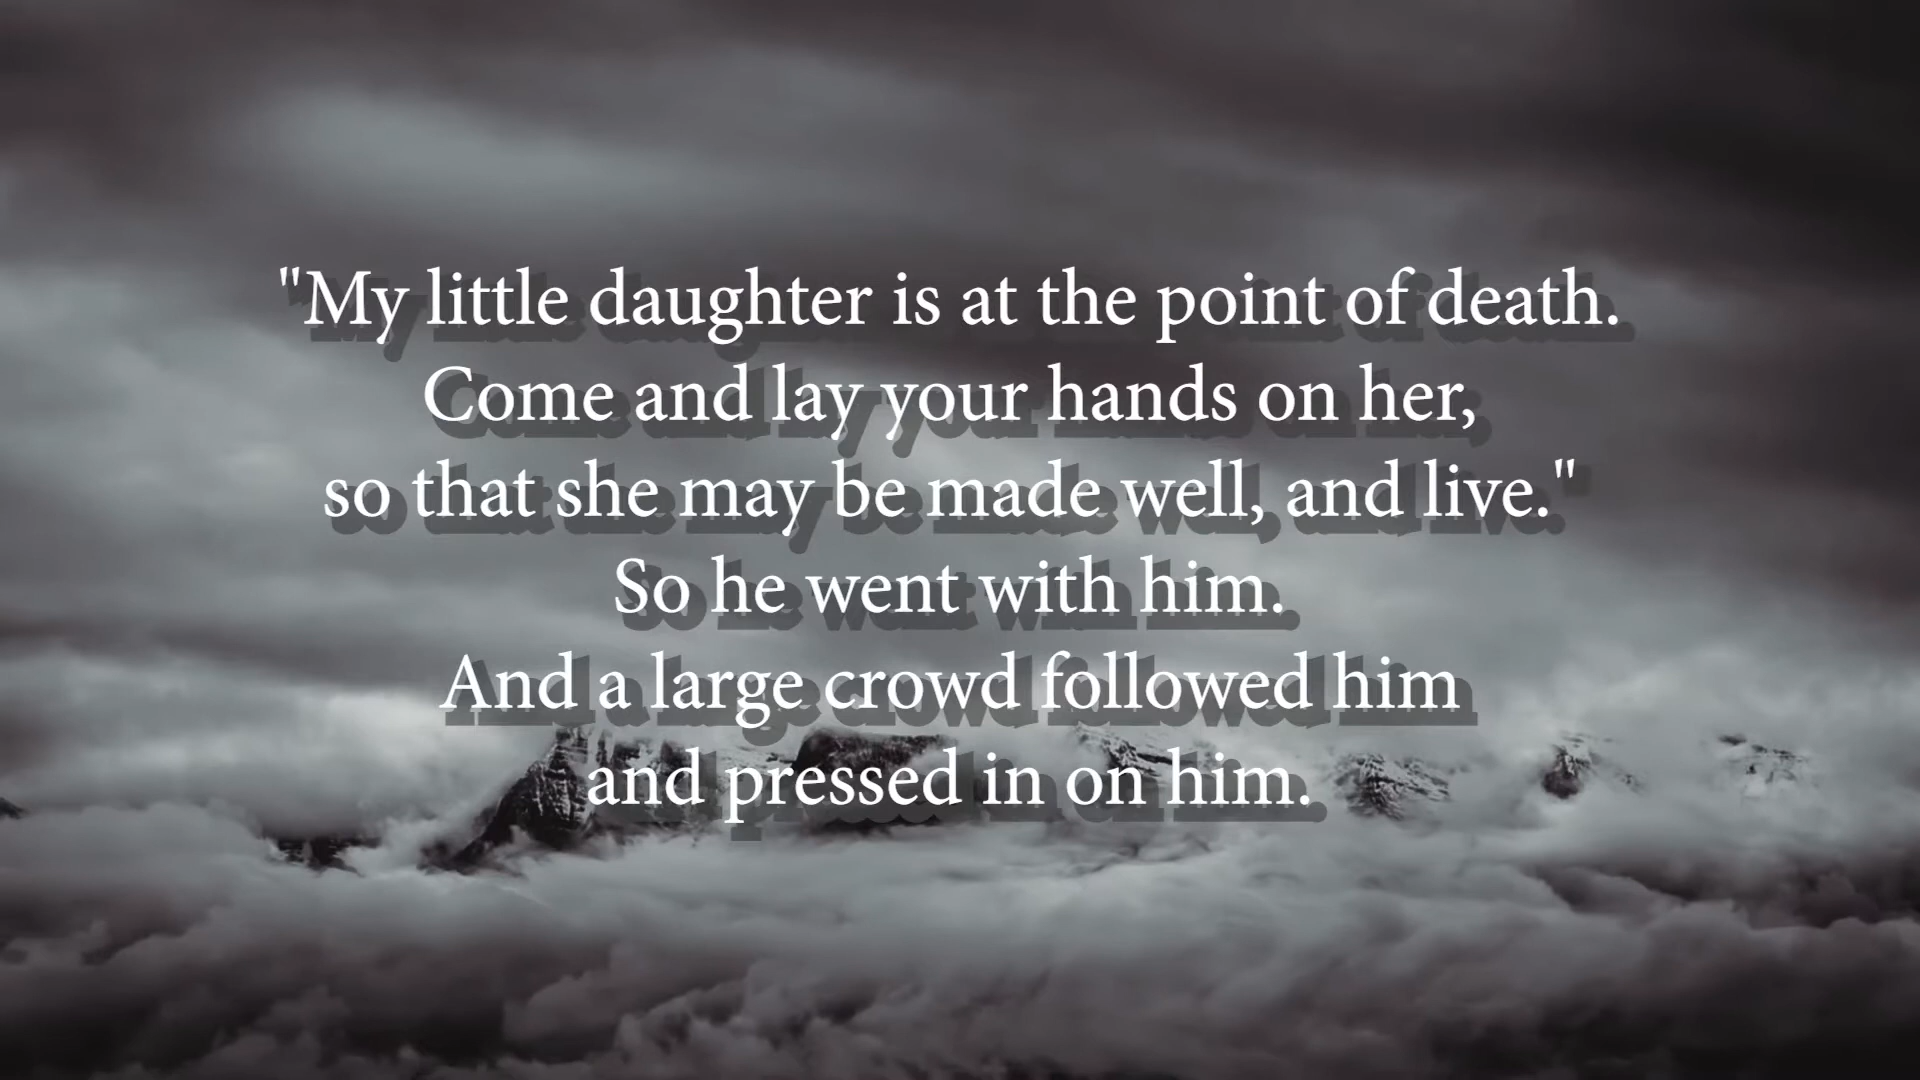 "My little daughter is at the point of death.
Come and lay your hands on her,
so that she may be made well, and live."
So he went with him.
And a large crowd followed him
and pressed in on him.